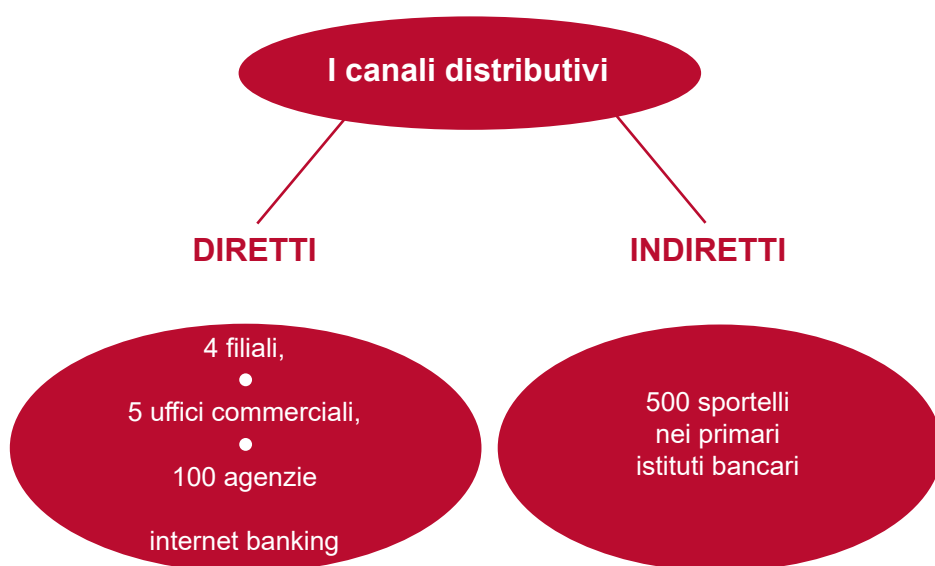 I canali distributivi
DIRETTI
INDIRETTI
4 filiali,
•
5 uffici commerciali,
•
100 agenzie
internet banking
500 sportelli
nei primari
istituti bancari